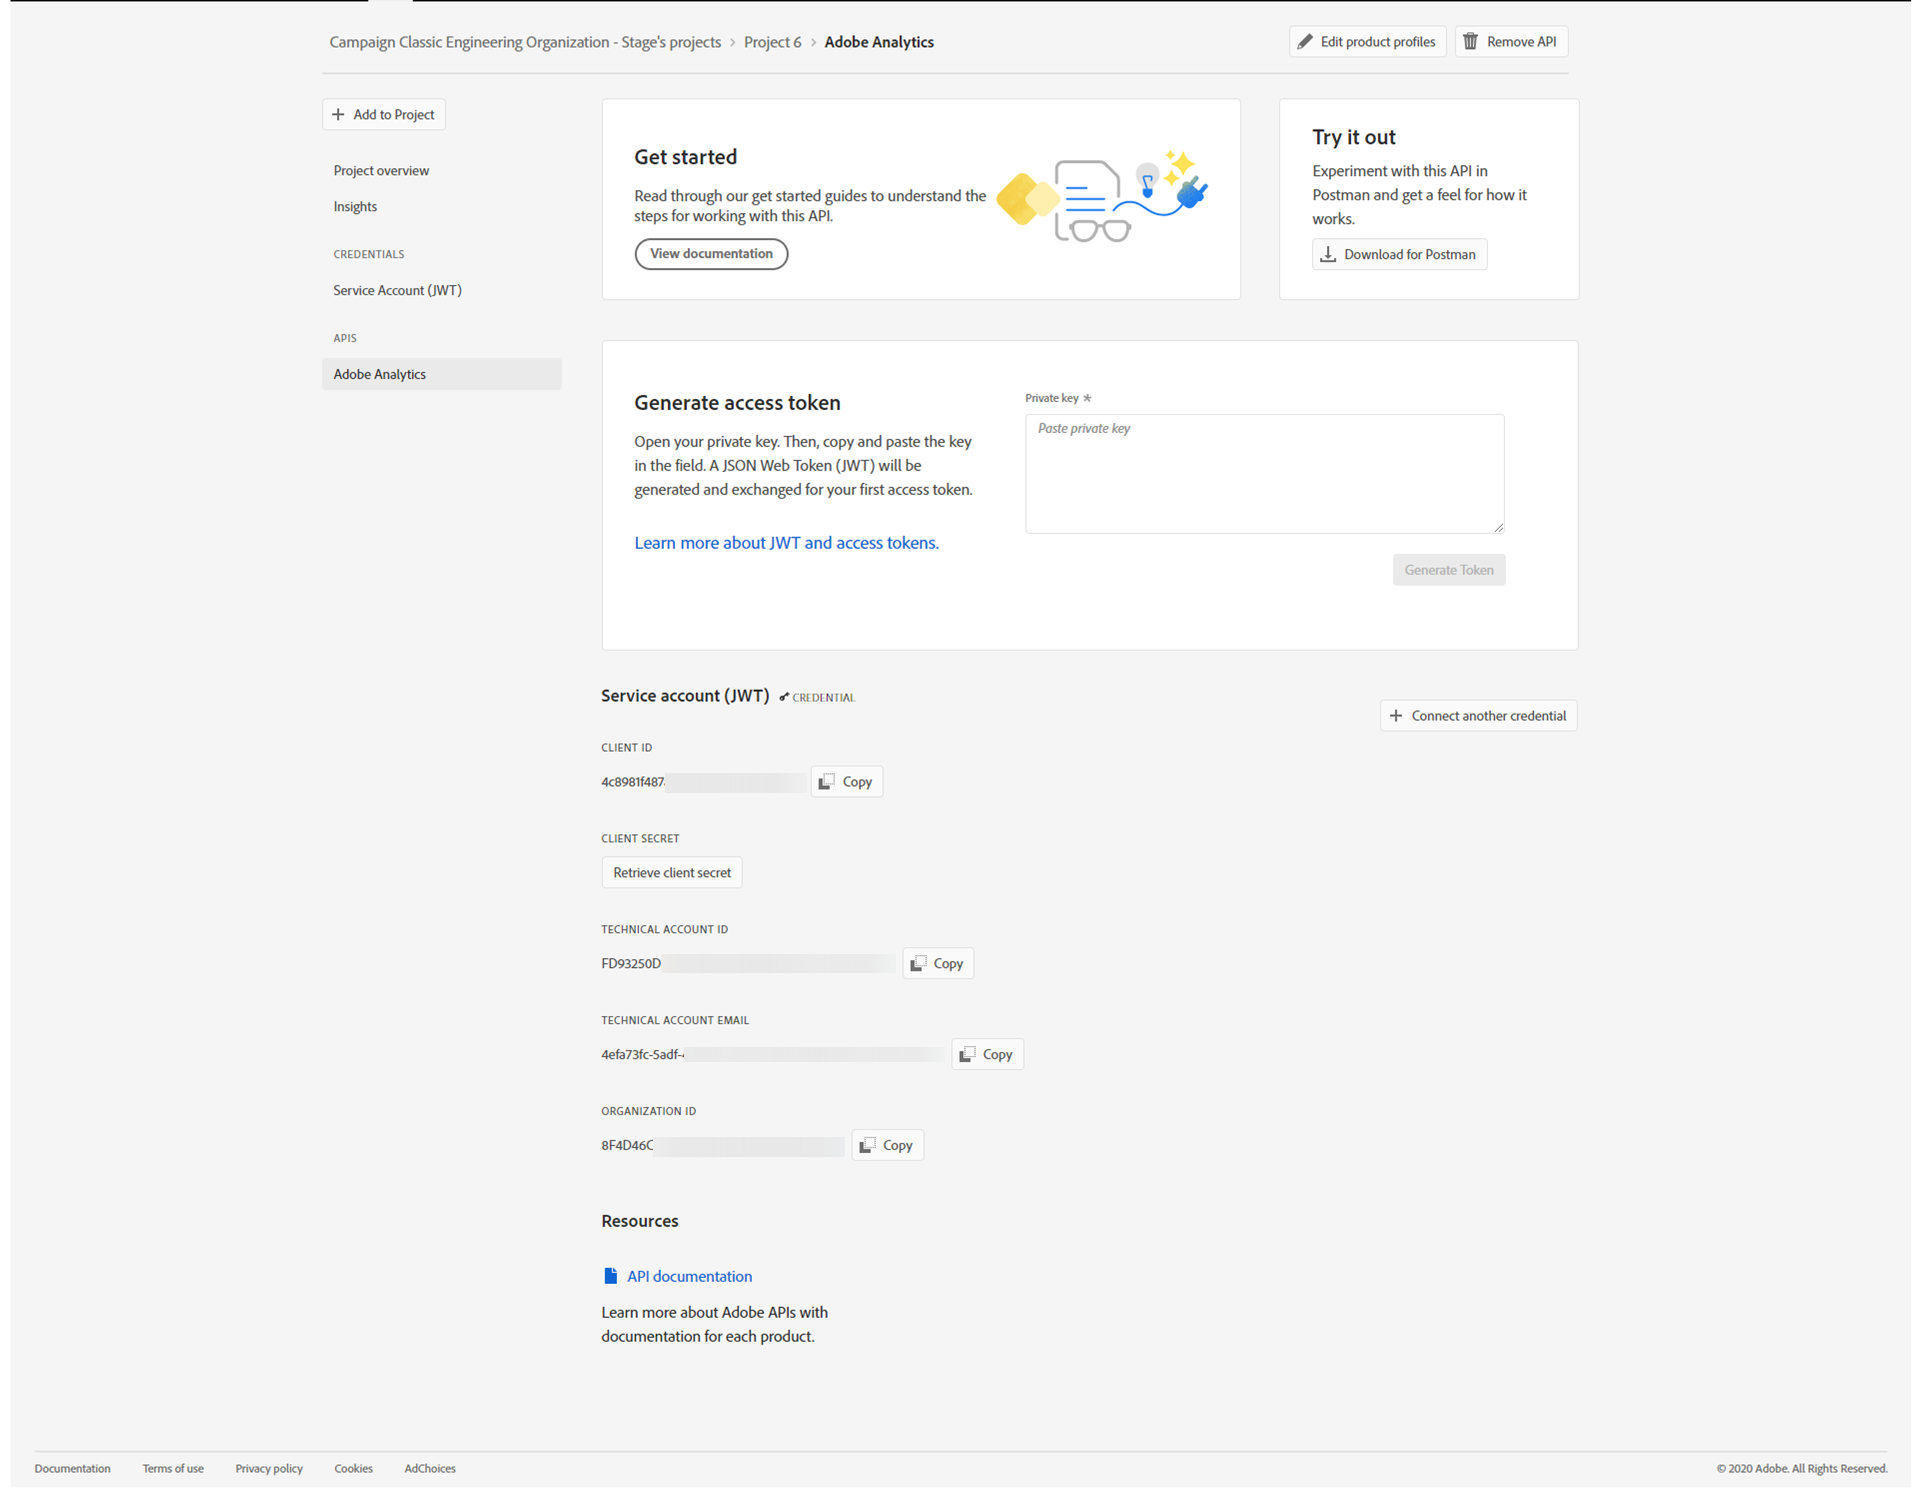 Campaign Classic Engineering Organization - Stage's projects > Project 6 > Adobe Analytics
Edit product profiles
Remove API
+ Add to Project
Project overview
Insights
CREDENTIALS
Service Account (JWT)
APIS
Adobe Analytics
Get started
Read through our get started guides to understand the
steps for working with this API.
View documentation
Try it out
Experiment with this API in
Postman and get a feel for how it
works.
Download for Postman
Generate access token
Open your private key. Then, copy and paste the key
in the field. A JSON Web Token (JWT) will be
generated and exchanged for your first access token.
Learn more about JWT and access tokens.
Private key *
Paste private key
Generate Token
Service account (JWT) CREDENTIAL
+ Connect another credential
CLIENT ID
4c8981f487
Copy
CLIENT SECRET
Retrieve client secret
TECHNICAL ACCOUNT ID
FD93250D
Copy
TECHNICAL ACCOUNT EMAIL
4efa73fc-5adf-
Copy
ORGANIZATION ID
8F4D46C
Copy
Resources
API documentation
Learn more about Adobe APIs with
documentation for each product.
Documentation
Terms of use
Privacy policy
Cookies
AdChoices
© 2020 Adobe. All Rights Reserved.